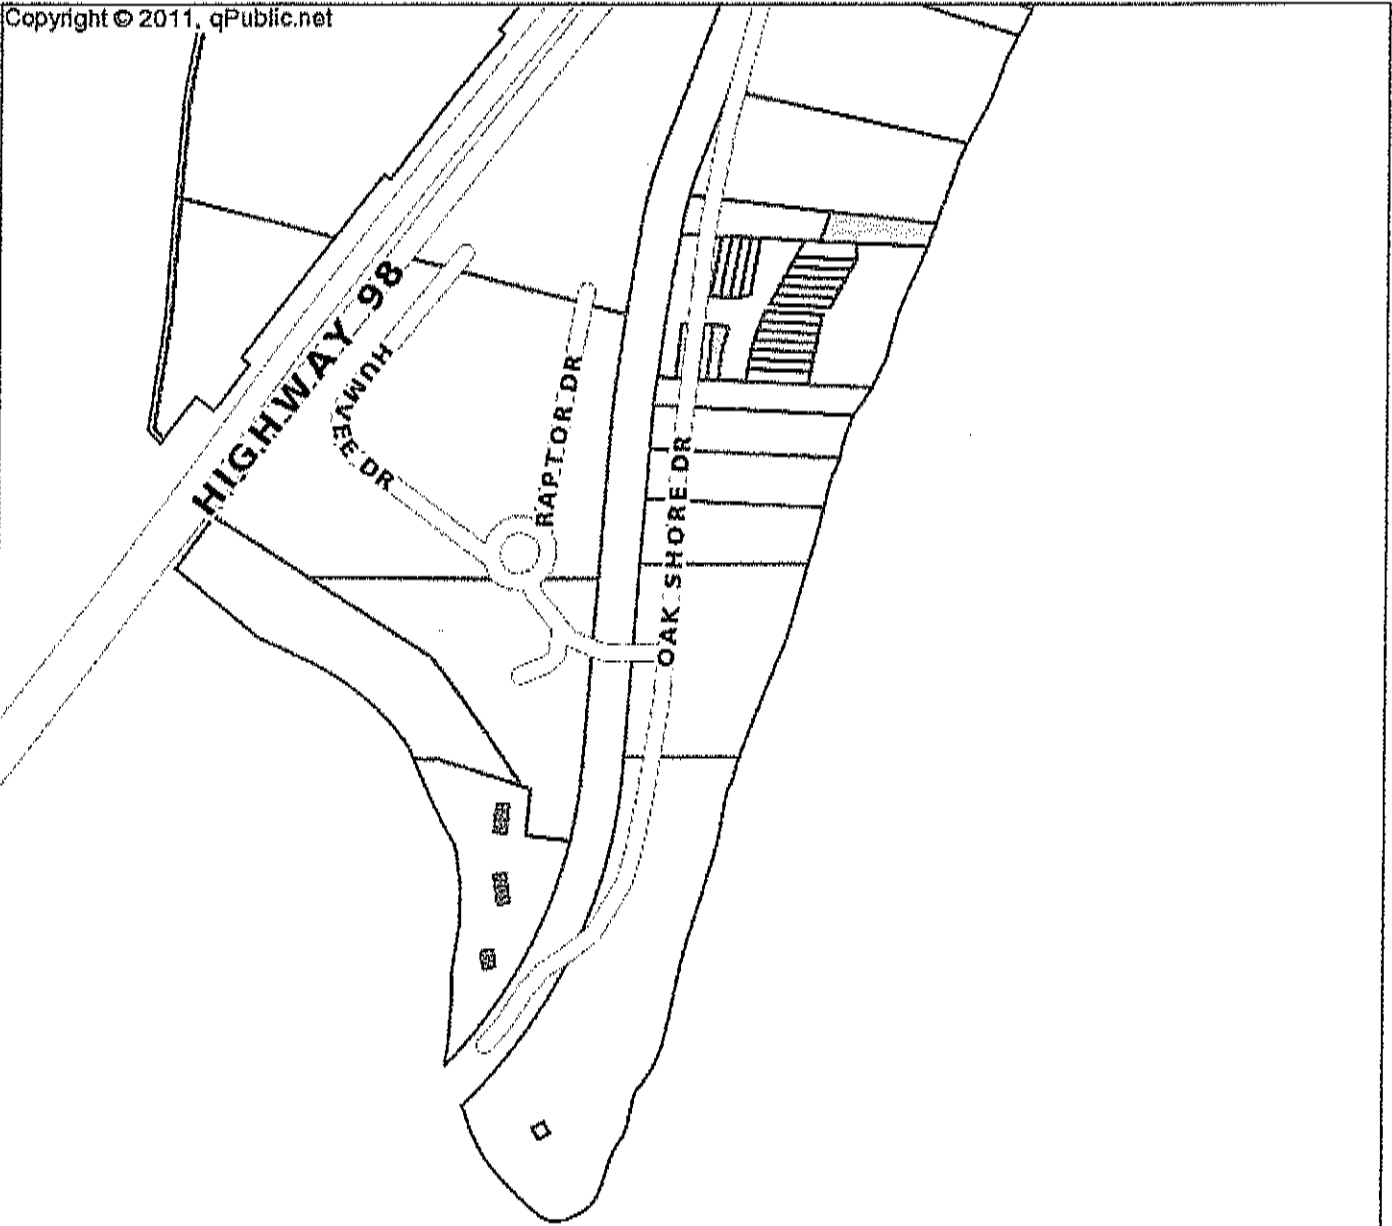 Copyright © 2011, qPublic.net
HIGHWAY 98
HUMVEE DR
RAPTOR DR
OAK SHORE DR